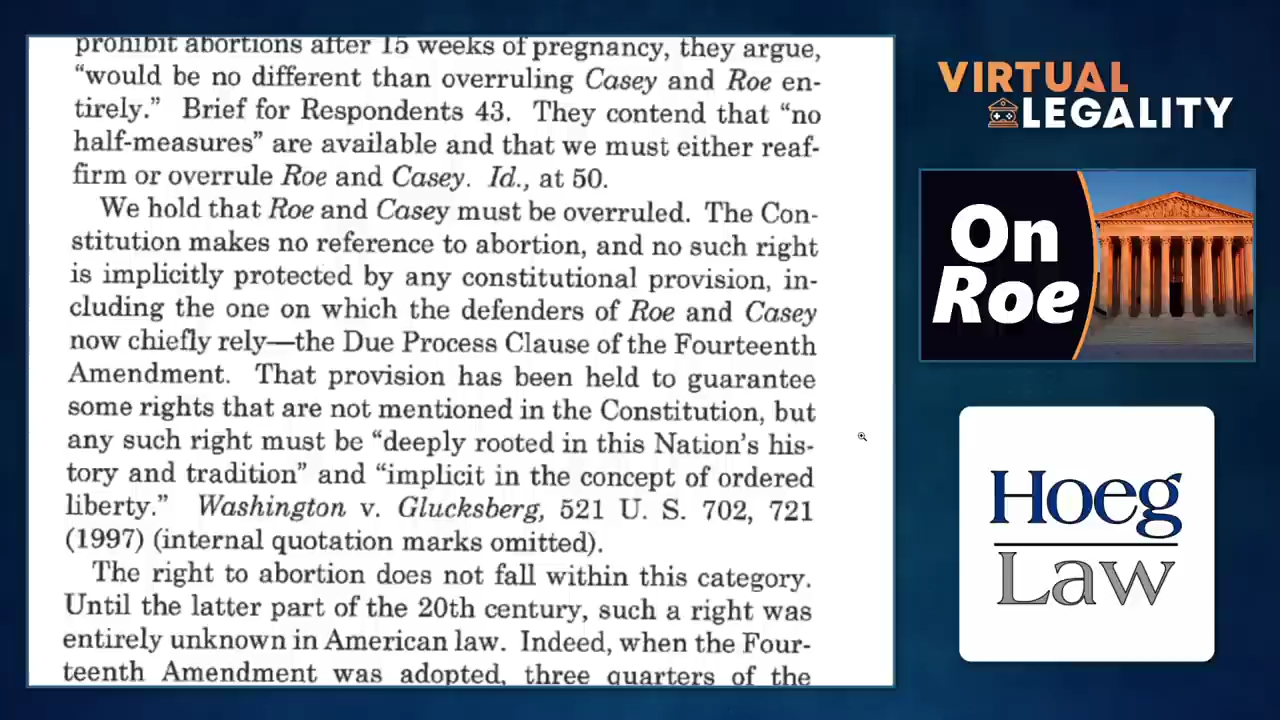 prohibit abortions after 15 weeks of pregnancy, they argue,
“would be no different than overruling Casey and Roe en-
tirely.” Brief for Respondents 43. They contend that “no
half-measures” are available and that we must either reaf-
firm or overrule Roe and Casey. Id., at 50.
We hold that Roe and Casey must be overruled. The Con-
stitution makes no reference to abortion, and no such right
is implicitly protected by any constitutional provision, in-
cluding the one on which the defenders of Roe and Casey
now chiefly rely—the Due Process Clause of the Fourteenth
Amendment. That provision has been held to guarantee
some rights that are not mentioned in the Constitution, but
any such right must be “deeply rooted in this Nation’s his-
tory and tradition” and “implicit in the concept of ordered
liberty.” Washington v. Glucksberg, 521 U. S. 702, 721
(1997) (internal quotation marks omitted).
The right to abortion does not fall within this category.
Until the latter part of the 20th century, such a right was
entirely unknown in American law. Indeed, when the Four-
teenth Amendment was adopted, three quarters of the
VIRTUAL
LEGALITY
On
Roe
Hoeg
Law